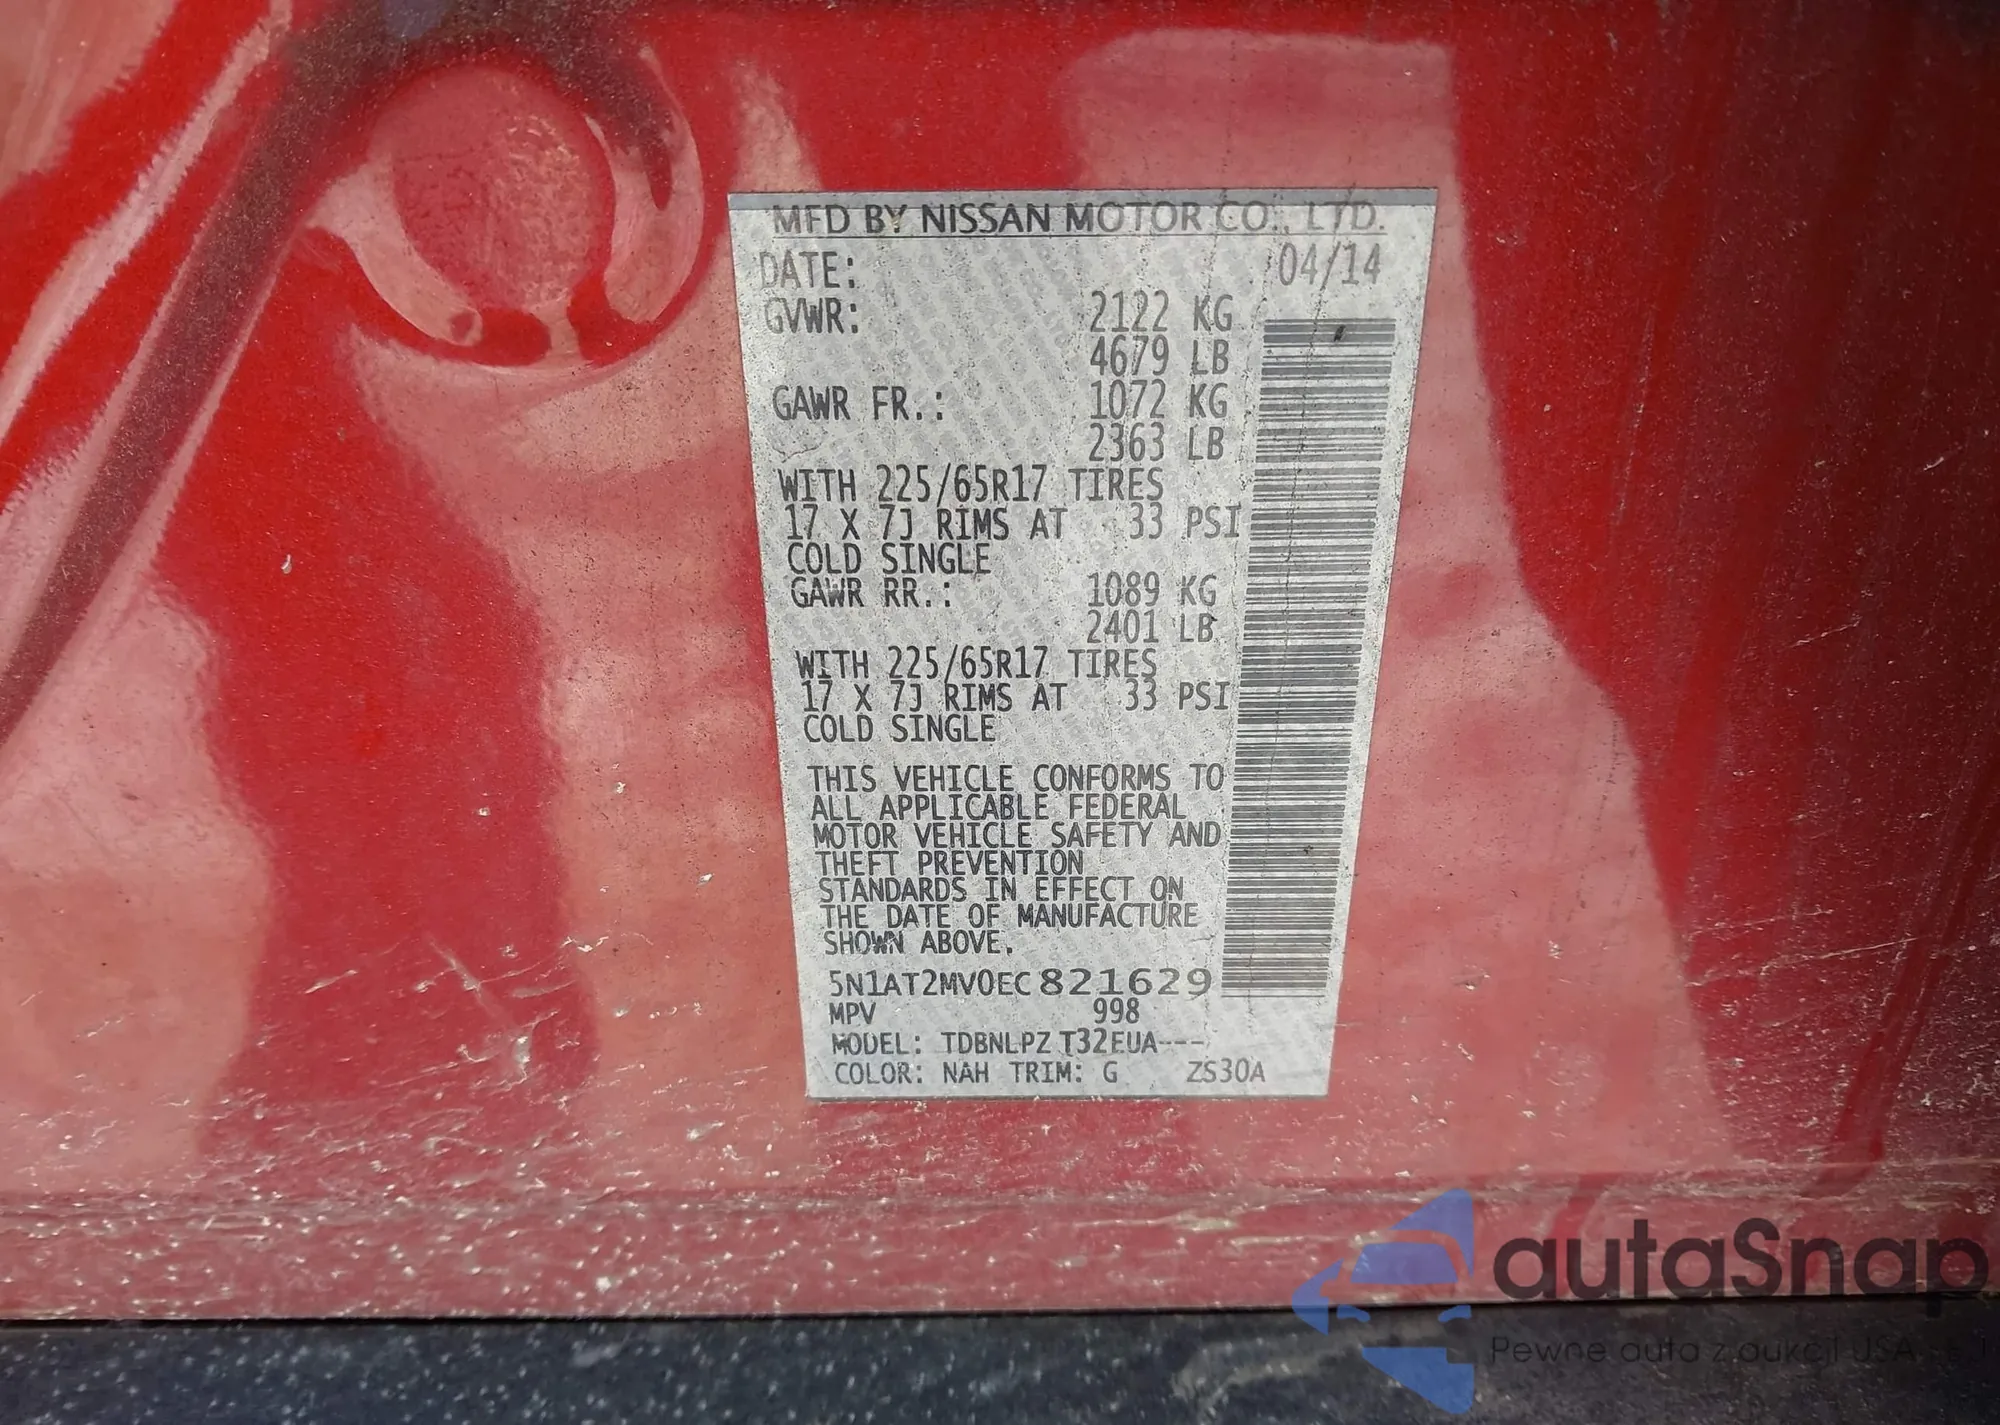 MFD BY NISSAN MOTOR CO., LTD.
DATE: 04/14
GVWR: 2122 KG
4679 LB
GAWR FR.: 1072 KG
2363 LB
WITH 225/65R17 TIRES
17 X 7J RIMS AT 33 PSI
COLD SINGLE
GAWR RR.: 1089 KG
2401 LB
WITH 225/65R17 TIRES
17 X 7J RIMS AT 33 PSI
COLD SINGLE
THIS VEHICLE CONFORMS TO
ALL APPLICABLE FEDERAL
MOTOR VEHICLE SAFETY AND
THEFT PREVENTION
STANDARDS IN EFFECT ON
THE DATE OF MANUFACTURE
SHOWN ABOVE.
5N1AT2MV0EC821629
MPV 998
MODEL: TDBNLPZ T32EUA---
COLOR: NAH TRIM: G ZS30A
autaSnap
Pewne auta z aukcji USA